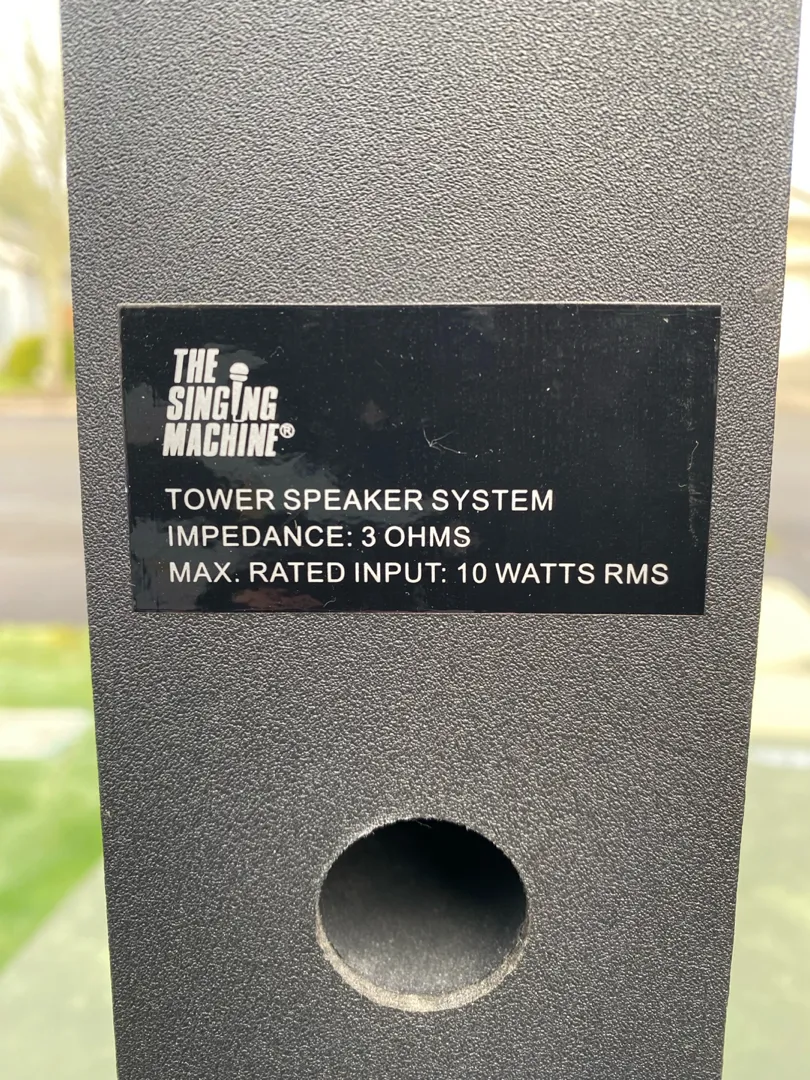 THE
SINGING
MACHINE®
TOWER SPEAKER SYSTEM
IMPEDANCE: 3 OHMS
MAX. RATED INPUT: 10 WATTS RMS